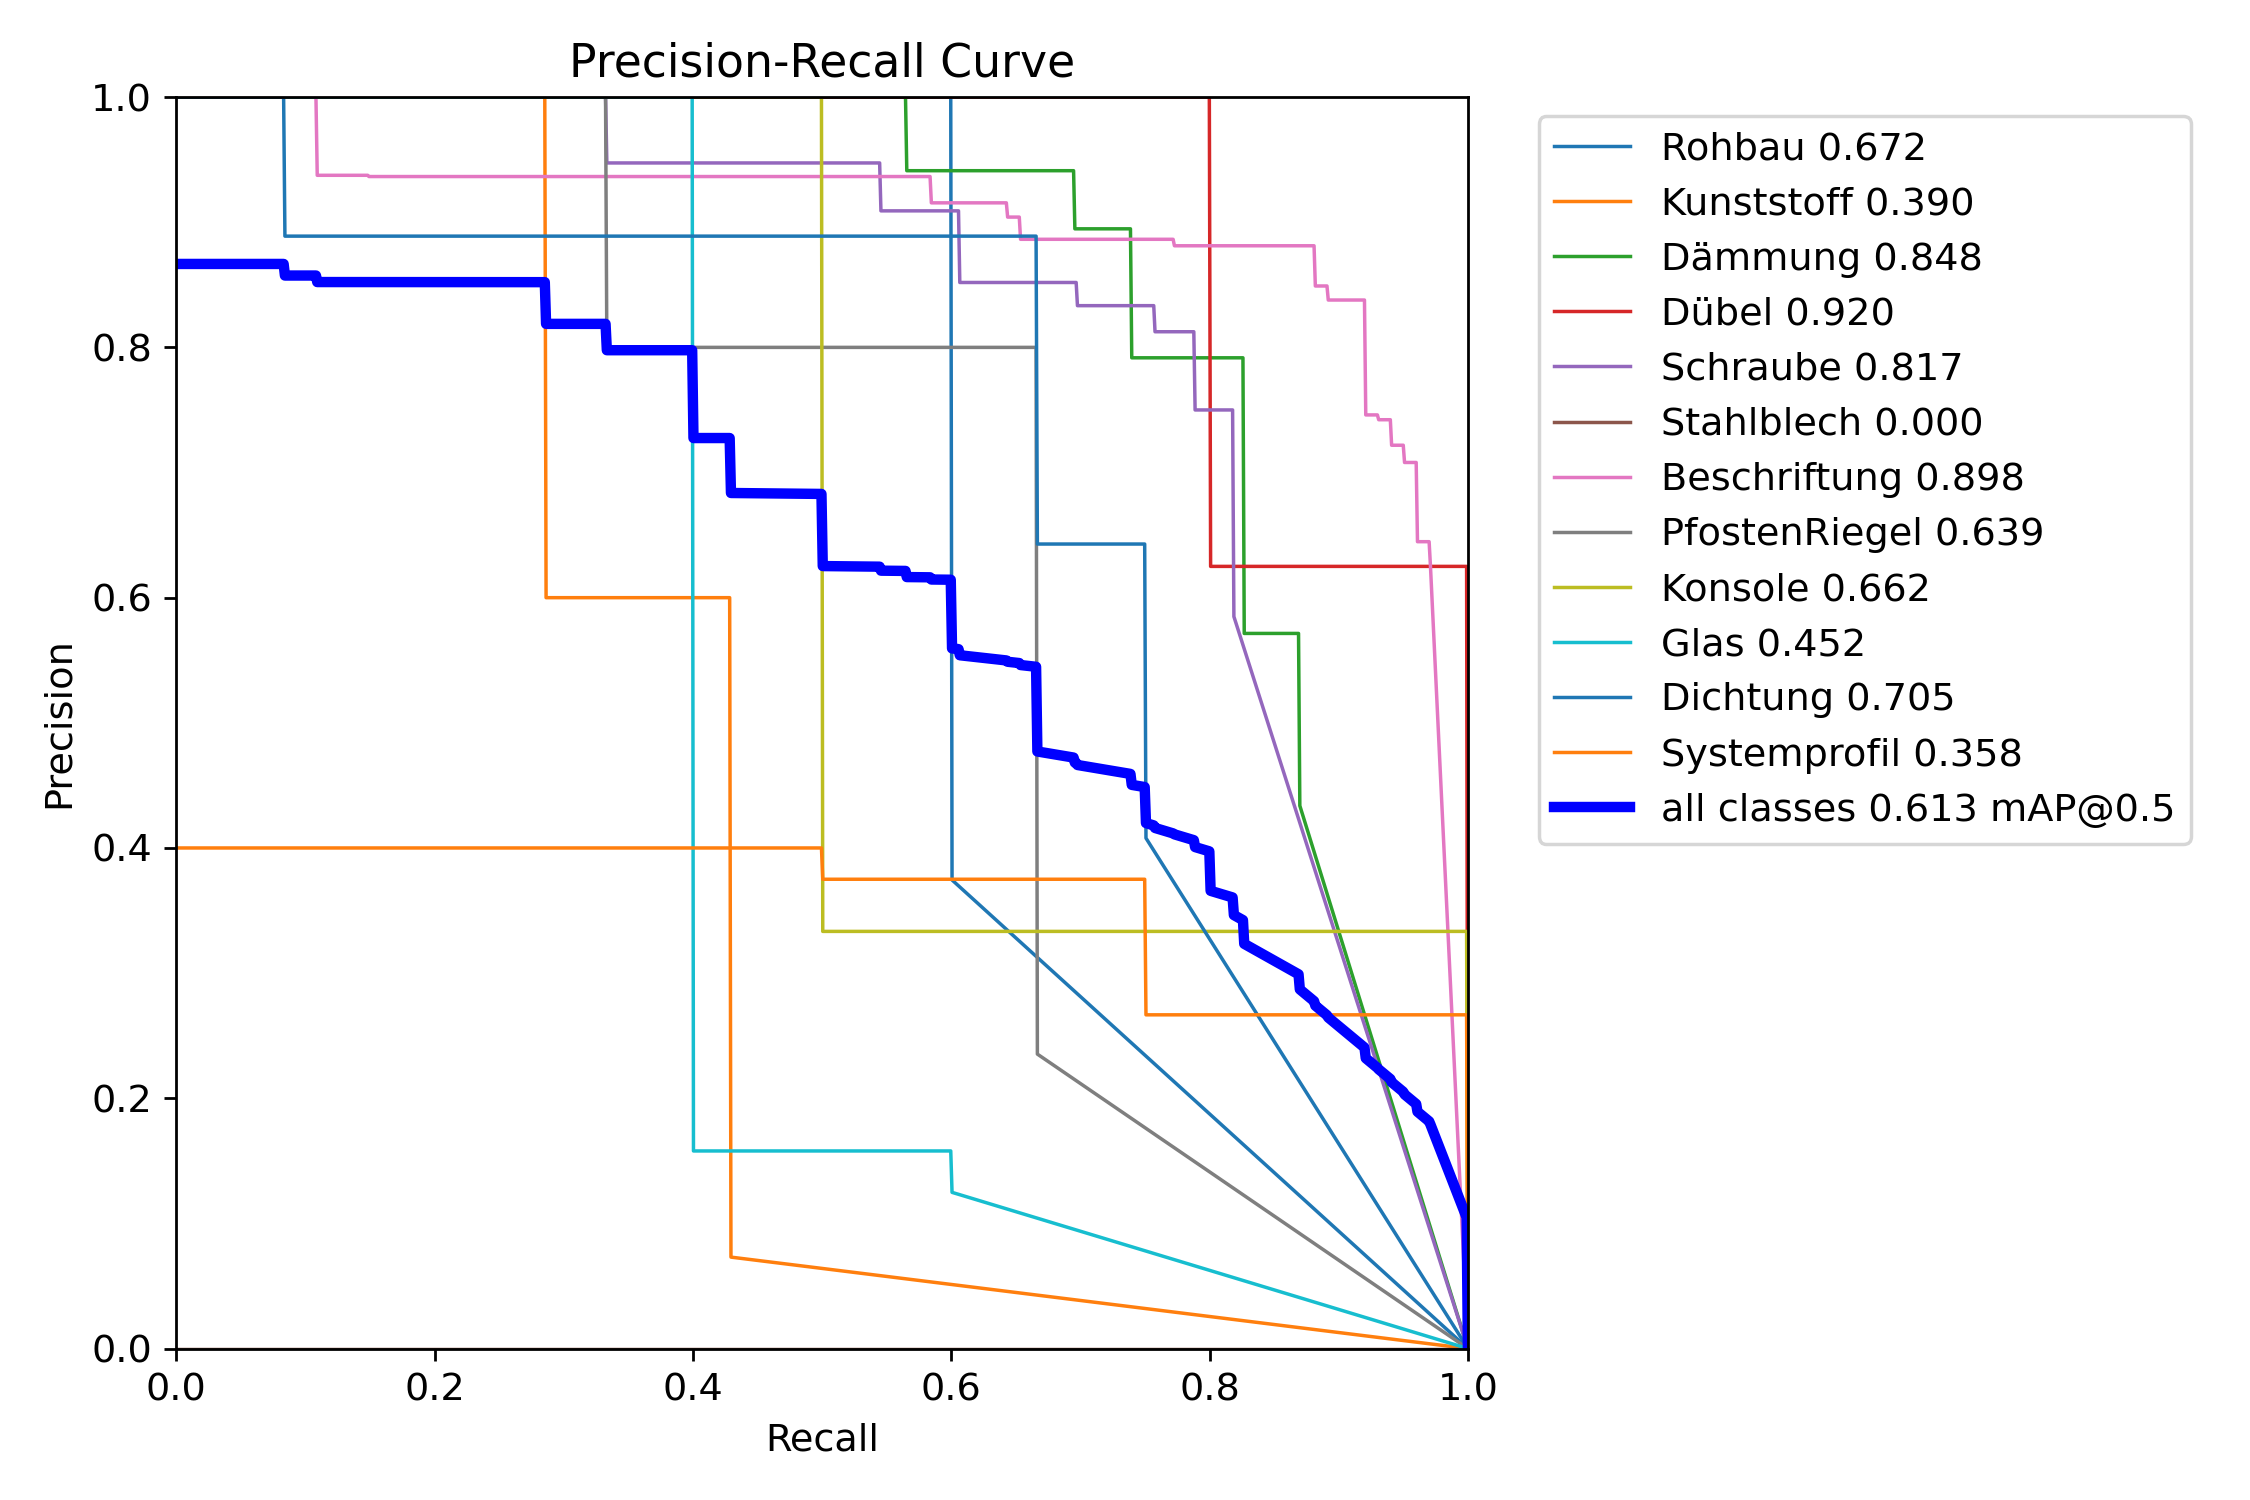 Precision-Recall Curve
1.0
0.8
0.6
0.4
0.2
0.0
Precision
0.0 0.2 0.4 0.6 0.8 1.0
Recall
Rohbau 0.672
Kunststoff 0.390
Dämmung 0.848
Dübel 0.920
Schraube 0.817
Stahlblech 0.000
Beschriftung 0.898
PfostenRiegel 0.639
Konsole 0.662
Glas 0.452
Dichtung 0.705
Systemprofil 0.358
all classes 0.613 mAP@0.5